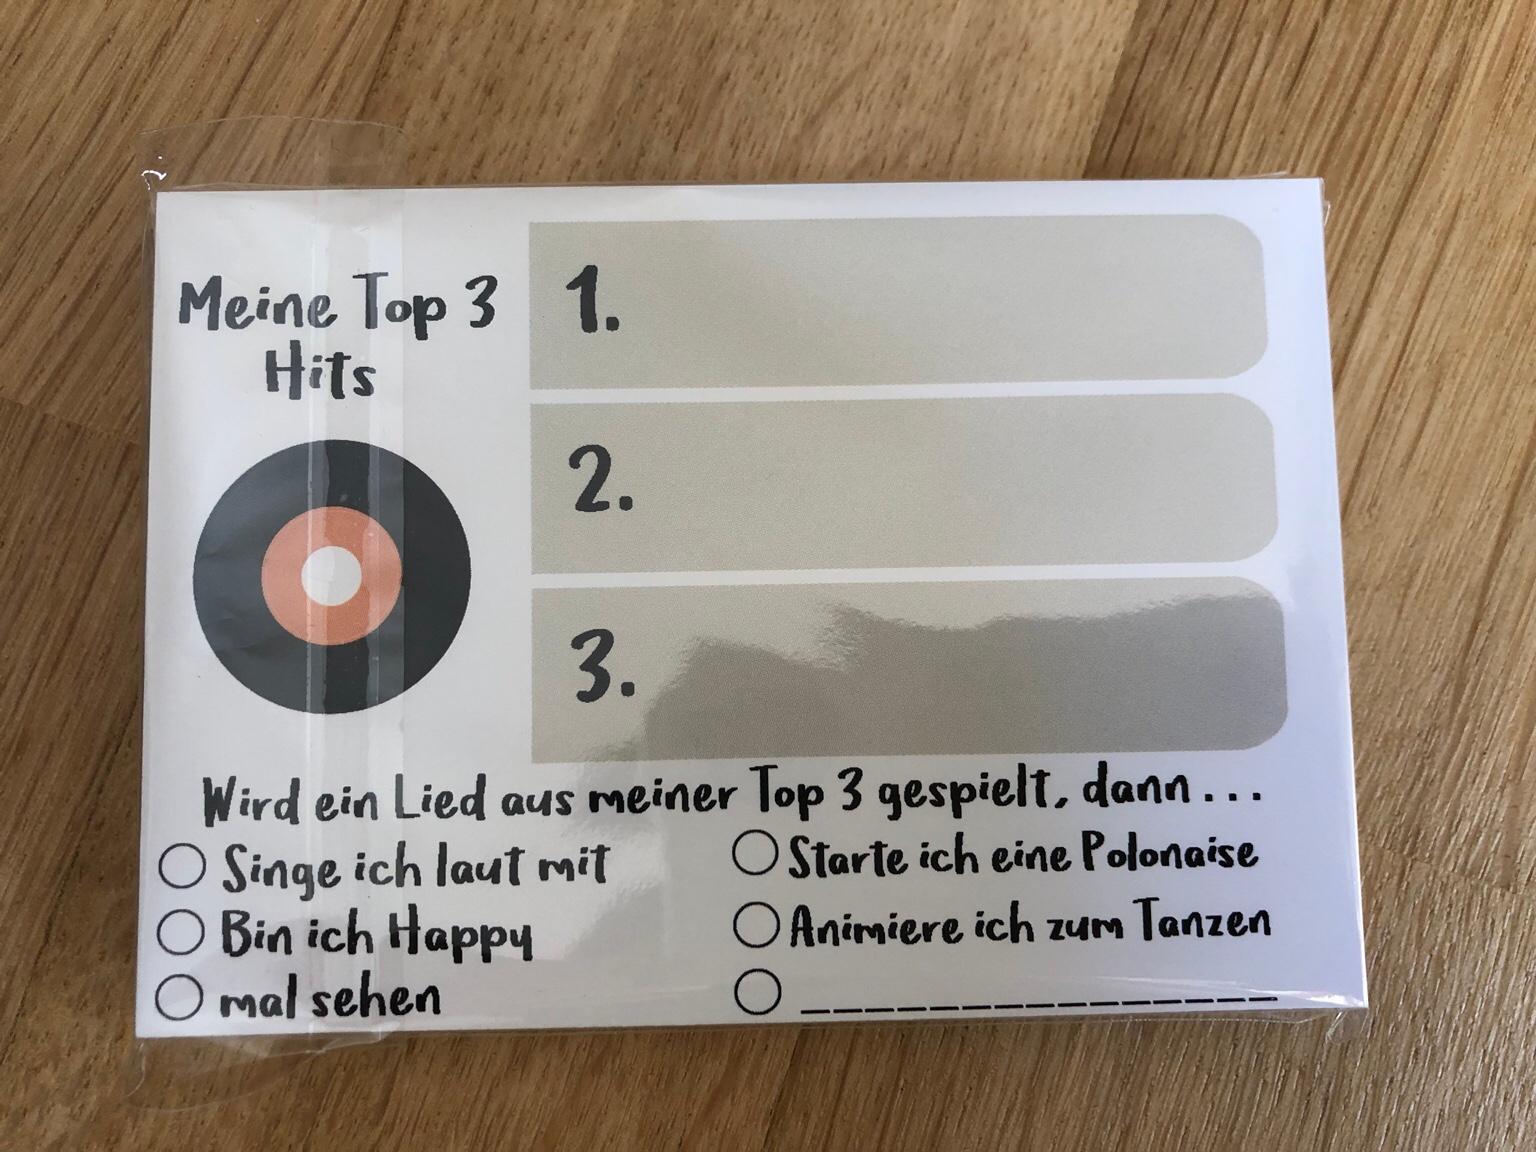 Meine Top 3
Hits
1.
2.
3.
Wird ein Lied aus meiner Top 3 gespielt, dann...
Singe ich laut mit
Bin ich Happy
mal sehen
Starte ich eine Polonaise
Animiere ich zum Tanzen